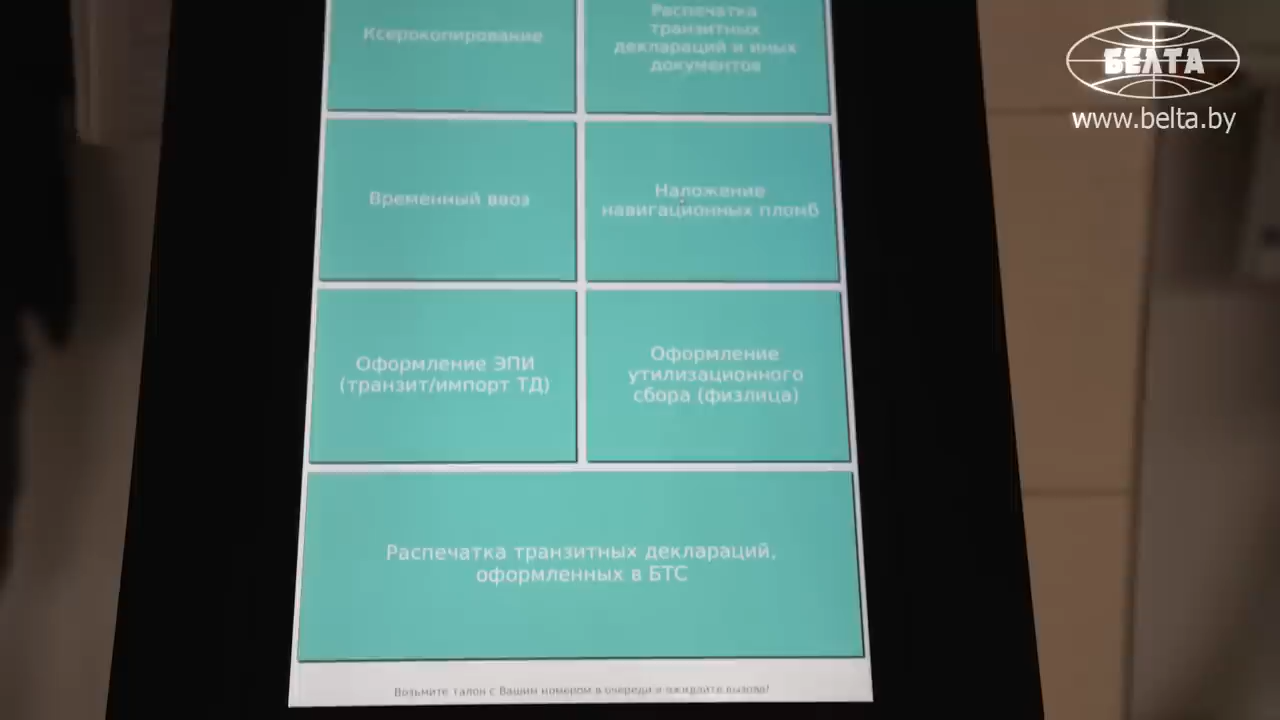 Ксерокопирование
Распечатка
транзитных
деклараций и иных
документов
БЕЛТА
www.belta.by
Временный ввоз
Наложение
навигационных пломб
Оформление ЭПИ
(транзит/импорт ТД)
Оформление
утилизационного
сбора (физлица)
Распечатка транзитных деклараций,
оформленных в БТС
Возьмите талон с Вашим номером в очереди и ожидайте вызова!